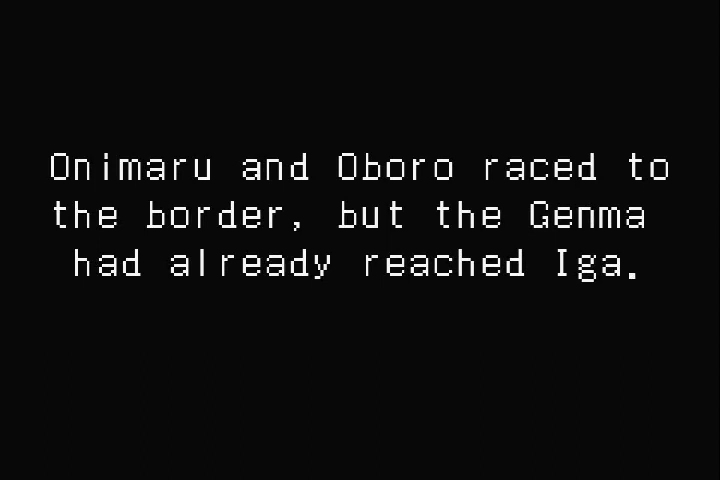 Onimaru and Oboro raced to
the border, but the Genma
had already reached Iga.